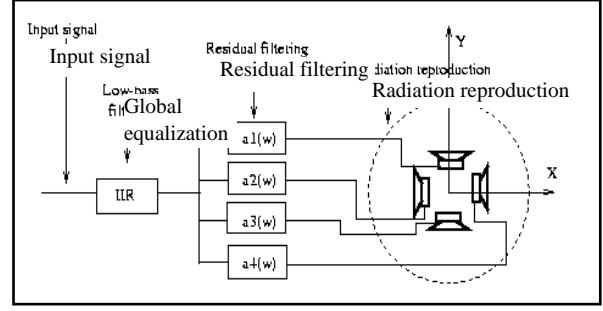 Input signal
Input signal
Residual filtering
Residual filtering
diation reproduction
Radiation reproduction
Low-bass
filt
Global
equalization
Y
X
IIR
a1(w)
a2(w)
a3(w)
a4(w)